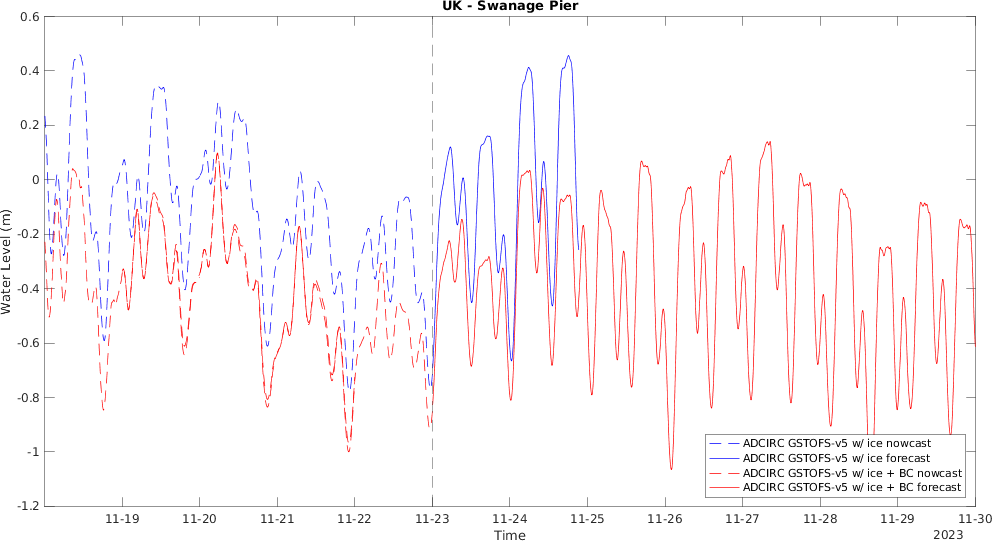 UK - Swanage Pier
0.6
0.4
0.2
0
-0.2
-0.4
-0.6
-0.8
-1
-1.2
Water Level (m)
ADCIRC GSTOFS-v5 w/ ice nowcast
ADCIRC GSTOFS-v5 w/ ice forecast
ADCIRC GSTOFS-v5 w/ ice + BC nowcast
ADCIRC GSTOFS-v5 w/ ice + BC forecast
11-19 11-20 11-21 11-22 11-23 11-24 11-25 11-26 11-27 11-28 11-29 11-30
Time
2023